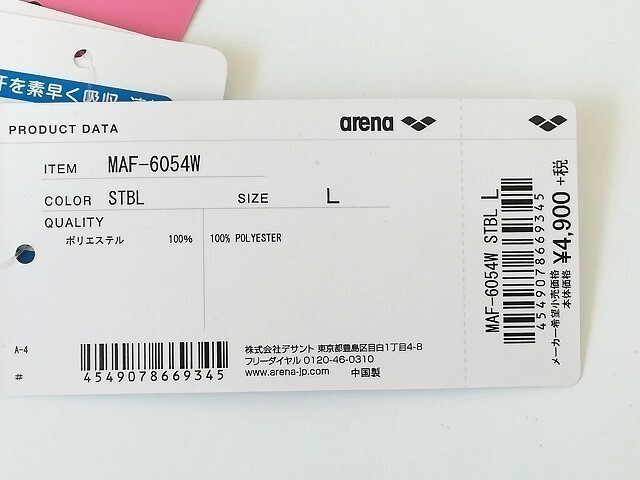 汗を素早く吸収
PRODUCT DATA
arena
ITEM MAF-6054W
COLOR STBL SIZE L
QUALITY
ポリエステル 100% 100% POLYESTER
A-4
#
4549078669345
株式会社デサント 東京都豊島区目白1丁目4-8
フリーダイヤル 0120-46-0310
www.arena-jp.com 中国製
MAF-6054W STBL L
4549078669345
メーカー希望小売価格
本体価格 ¥4,900 +税